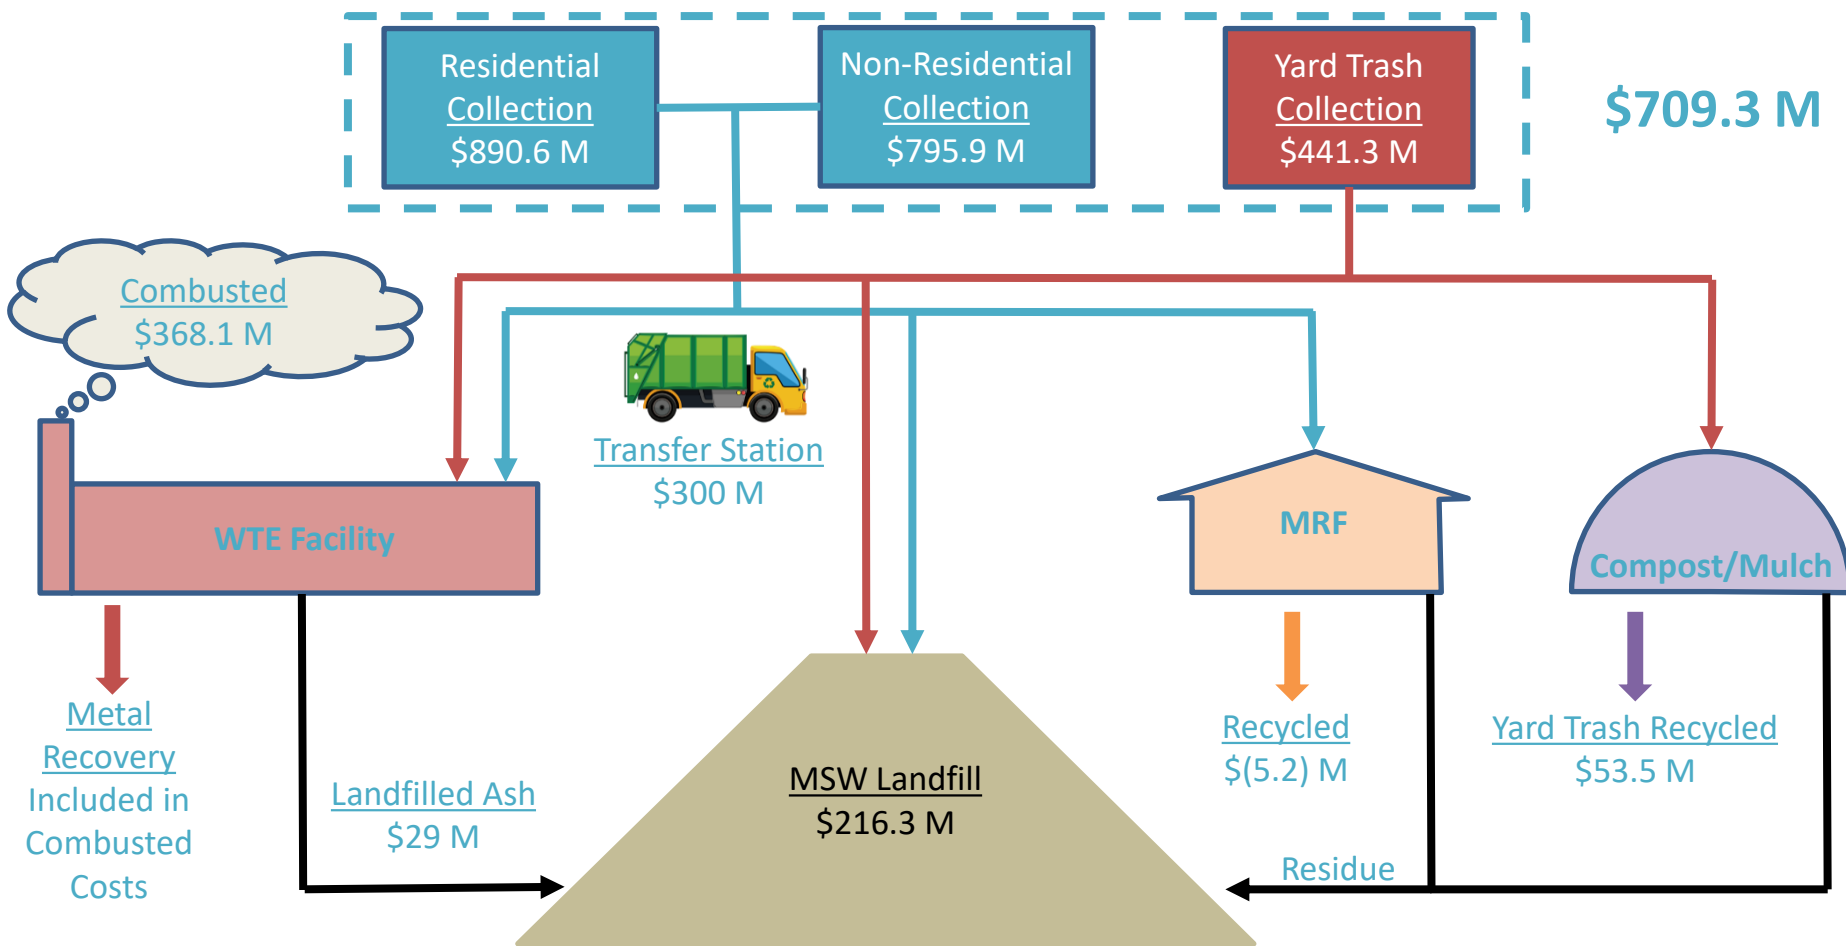 Residential
Collection
$890.6 M
Non-Residential
Collection
$795.9 M
Yard Trash
Collection
$441.3 M
$709.3 M
Combusted
$368.1 M
Transfer Station
$300 M
WTE Facility
MRF
Compost/Mulch
Metal
Recovery
Included in
Combusted
Costs
Landfilled Ash
$29 M
MSW Landfill
$216.3 M
Recycled
$(5.2) M
Yard Trash Recycled
$53.5 M
Residue